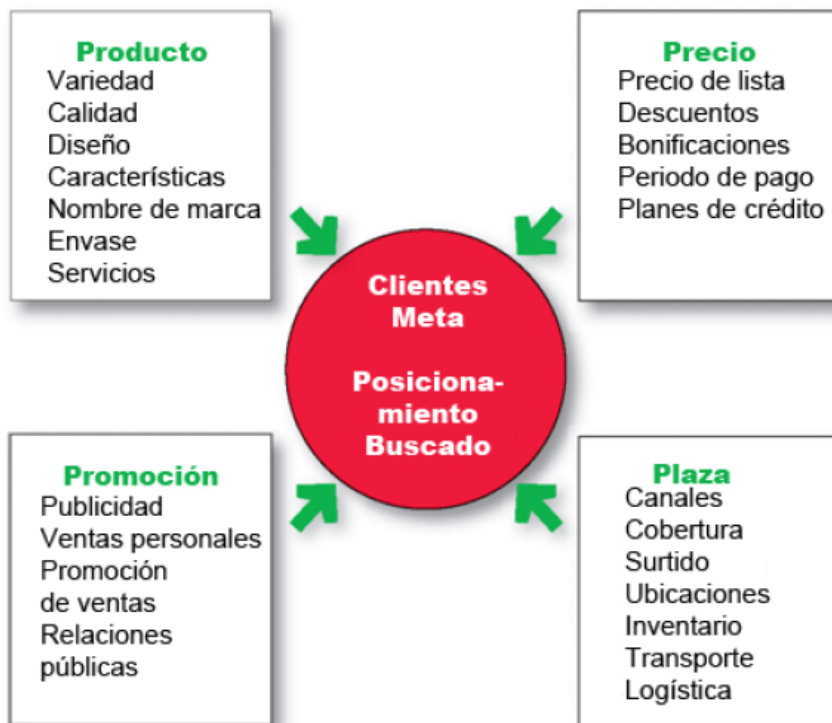 Producto
Variedad
Calidad
Diseño
Características
Nombre de marca
Envase
Servicios
Precio
Precio de lista
Descuentos
Bonificaciones
Periodo de pago
Planes de crédito
Clientes
Meta
Posiciona-
miento
Buscado
Promoción
Publicidad
Ventas personales
Promoción
de ventas
Relaciones
públicas
Plaza
Canales
Cobertura
Surtido
Ubicaciones
Inventario
Transporte
Logística